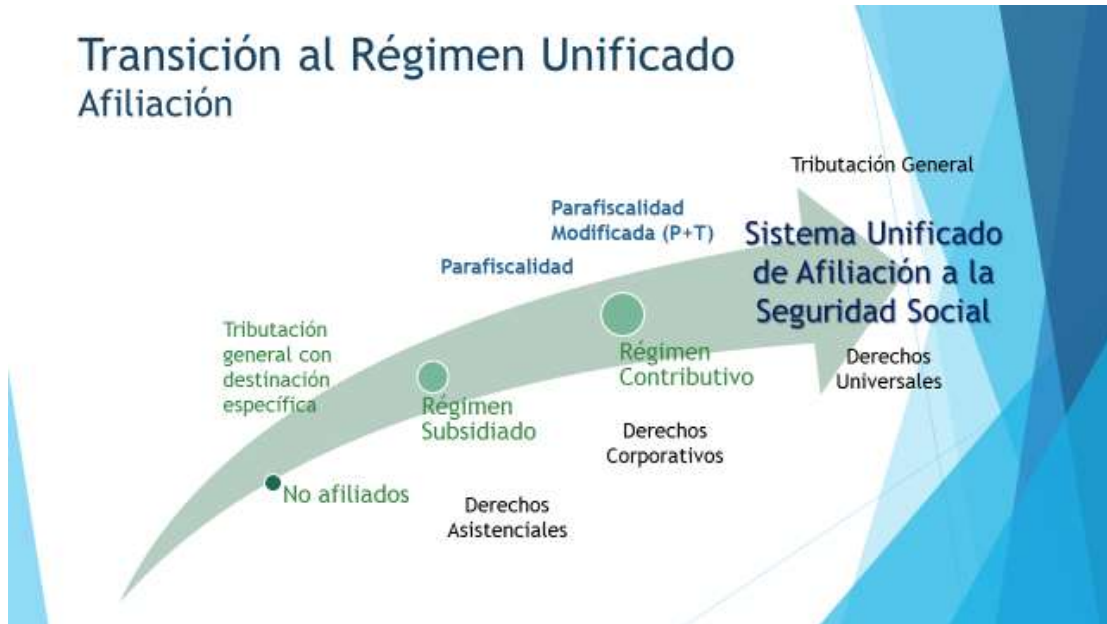 Transición al Régimen Unificado
Afiliación
Tributación General
Parafiscalidad
Modificada (P+T)
Sistema Unificado
de Afiliación a la
Seguridad Social
Parafiscalidad
Tributación
general con
destinación
específica
Régimen
Contributivo
Derechos
Universales
Régimen
Subsidiado
Derechos
Corporativos
No afiliados
Derechos
Asistenciales